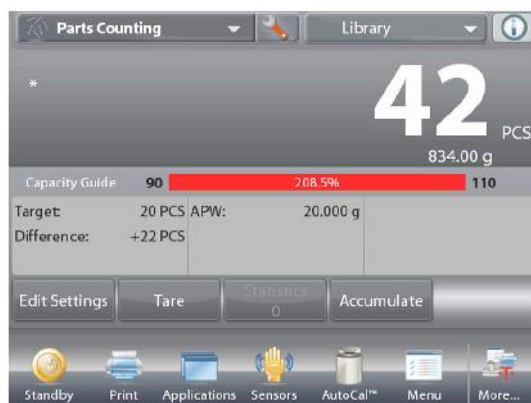 Parts Counting Library
*
42 PCS
834.00 g
Capacity Guide 90 208.5% 110
Target: 20 PCS APW: 20.000 g
Difference: +22 PCS
Edit Settings Tare Statistics 0 Accumulate
Standby Print Applications Sensors AutoCal™ Menu More...